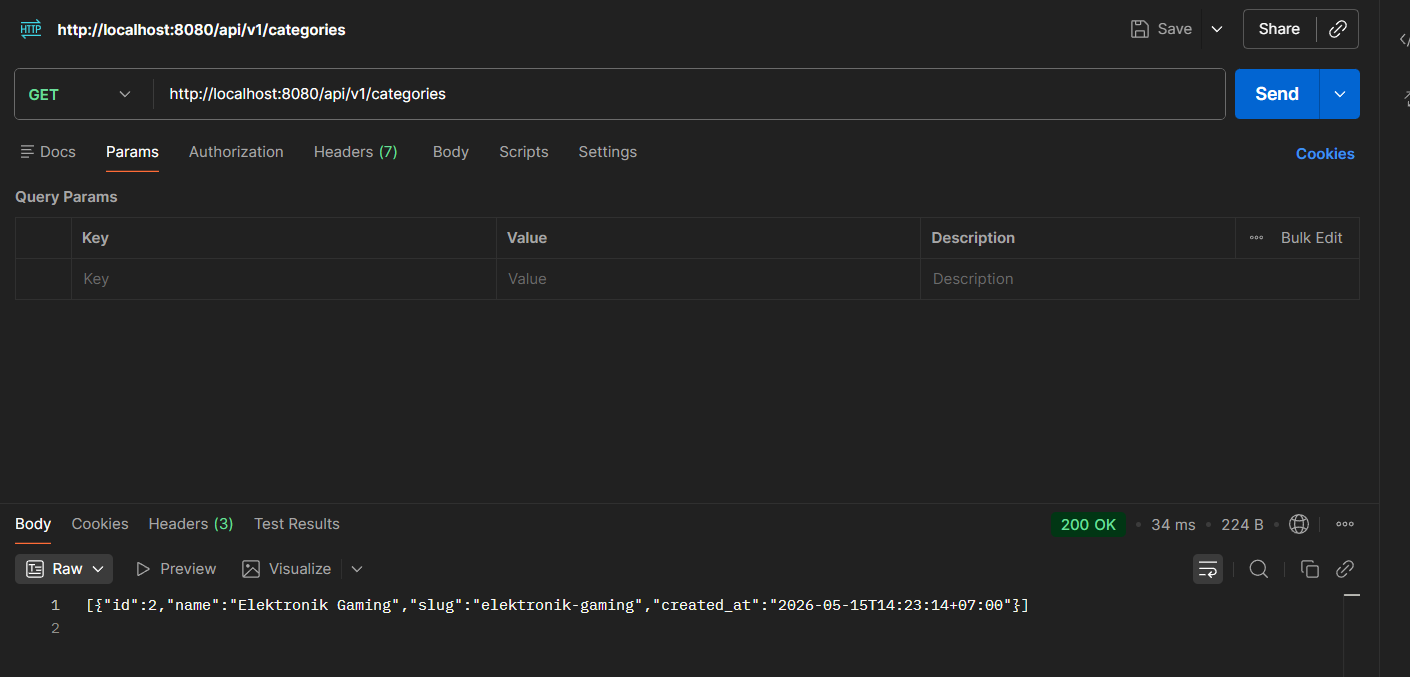 HTTP http://localhost:8080/api/v1/categories Save Share
GET http://localhost:8080/api/v1/categories Send
Docs Params Authorization Headers (7) Body Scripts Settings Cookies
Query Params
Key Value Description Bulk Edit
Key Value Description
Body Cookies Headers (3) Test Results 200 OK • 34 ms • 224 B •
Raw Preview Visualize
1 [{"id":2,"name":"Elektronik Gaming","slug":"elektronik-gaming","created_at":"2026-05-15T14:23:14+07:00"}]
2